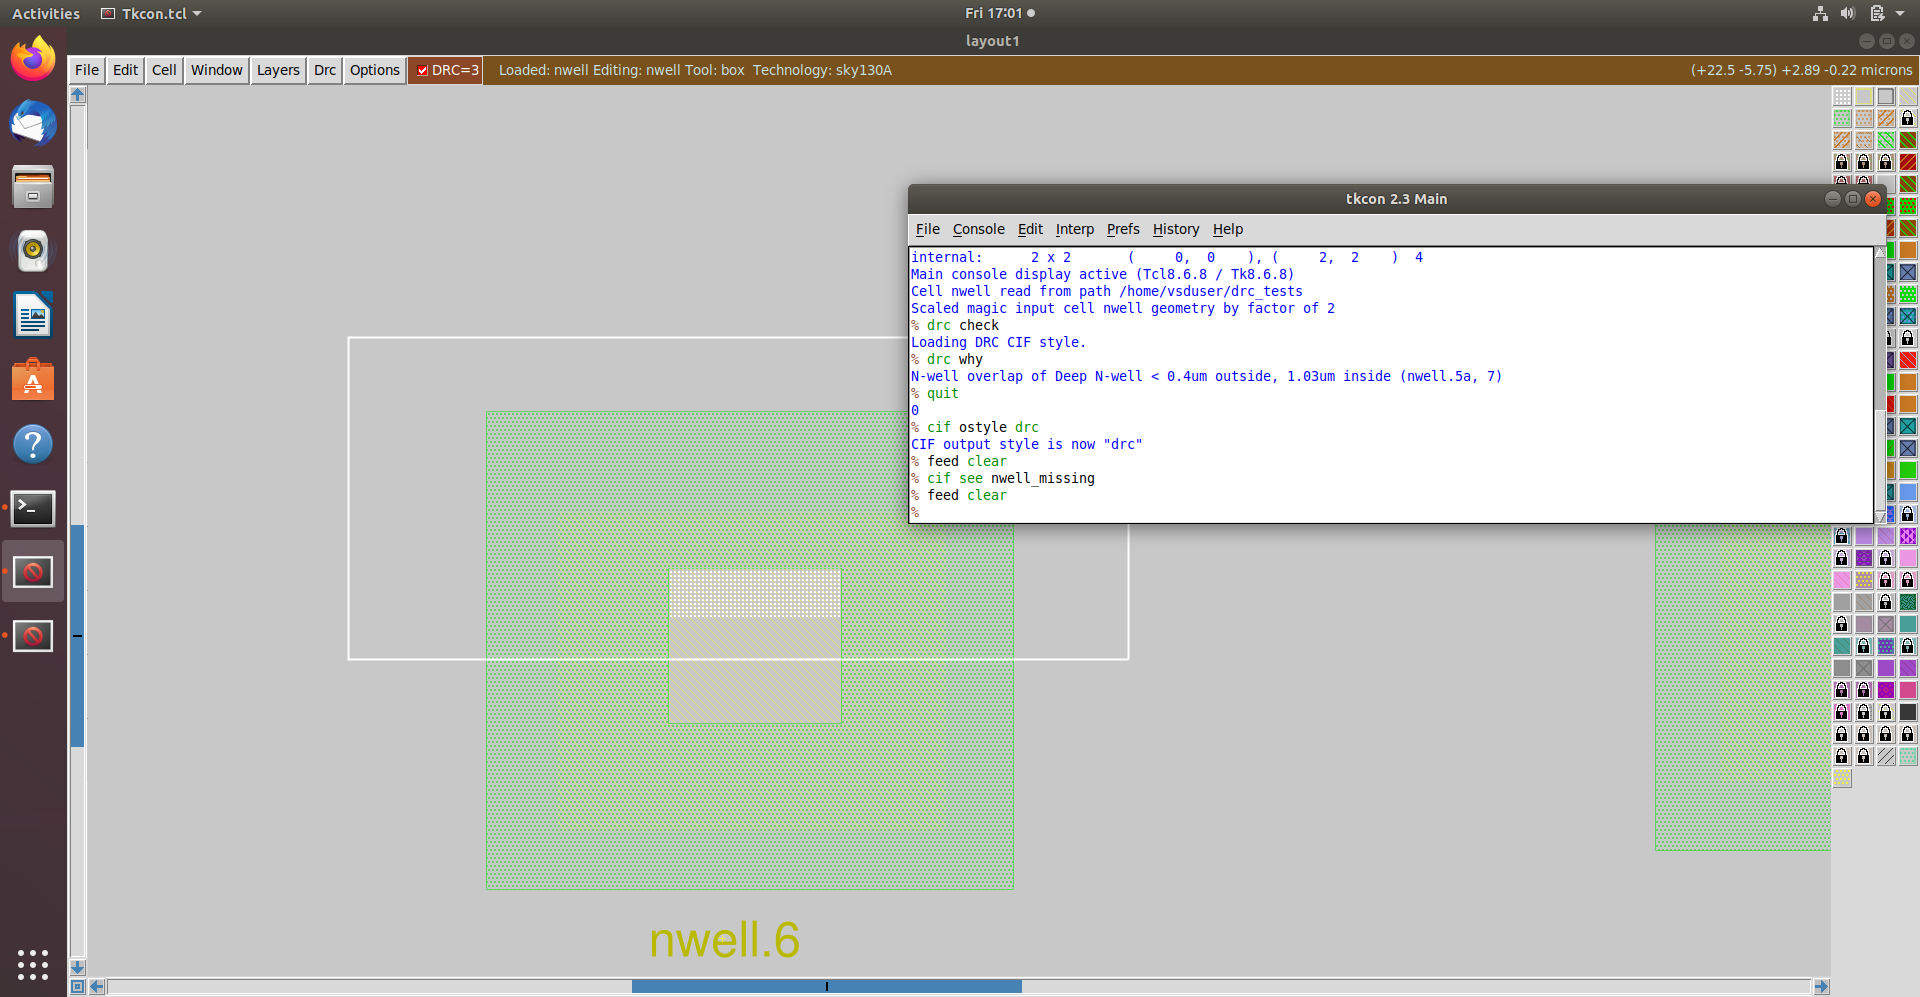 Activities Tkcon.tcl Fri 17:01
layout1
File Edit Cell Window Layers Drc Options DRC=3 Loaded: nwell Editing: nwell Tool: box Technology: sky130A (+22.5 -5.75) +2.89 -0.22 microns
tkcon 2.3 Main
File Console Edit Interp Prefs History Help
internal: 2 x 2 ( 0, 0 ), ( 2, 2 ) 4
Main console display active (Tcl8.6.8 / Tk8.6.8)
Cell nwell read from path /home/vsduser/drc_tests
Scaled magic input cell nwell geometry by factor of 2
% drc check
Loading DRC CIF style.
% drc why
N-well overlap of Deep N-well < 0.4um outside, 1.03um inside (nwell.5a, 7)
% quit
0
% cif ostyle drc
CIF output style is now "drc"
% feed clear
% cif see nwell_missing
% feed clear
%
nwell.6